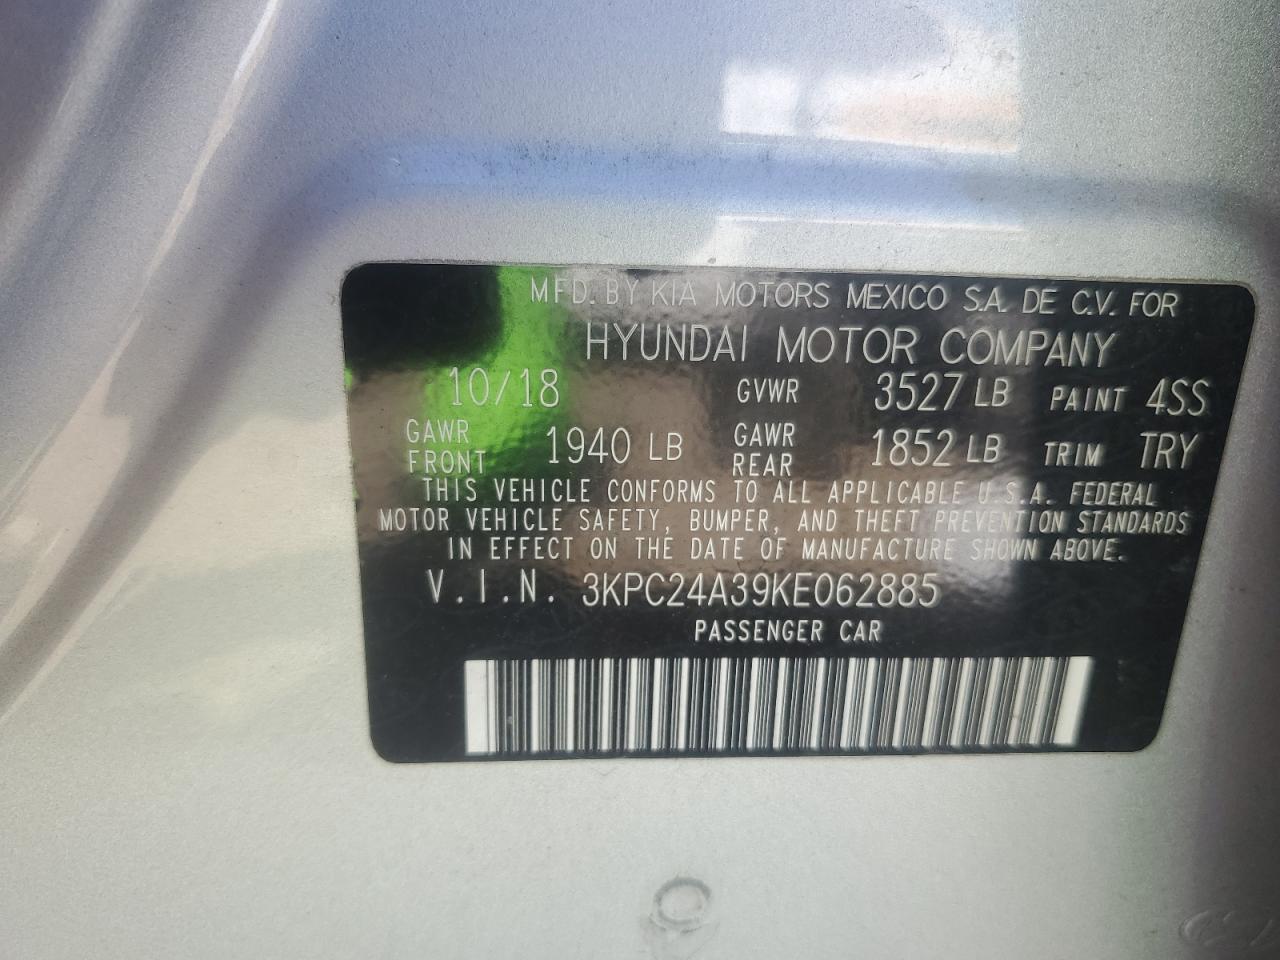 MFD. BY KIA MOTORS MEXICO S.A. DE C.V. FOR
HYUNDAI MOTOR COMPANY
10/18 GVWR 3527 LB PAINT 4SS
GAWR FRONT 1940 LB GAWR REAR 1852 LB TRIM TRY
THIS VEHICLE CONFORMS TO ALL APPLICABLE U.S.A. FEDERAL
MOTOR VEHICLE SAFETY, BUMPER, AND THEFT PREVENTION STANDARDS
IN EFFECT ON THE DATE OF MANUFACTURE SHOWN ABOVE.
V.I.N. 3KPC24A39KE062885
PASSENGER CAR